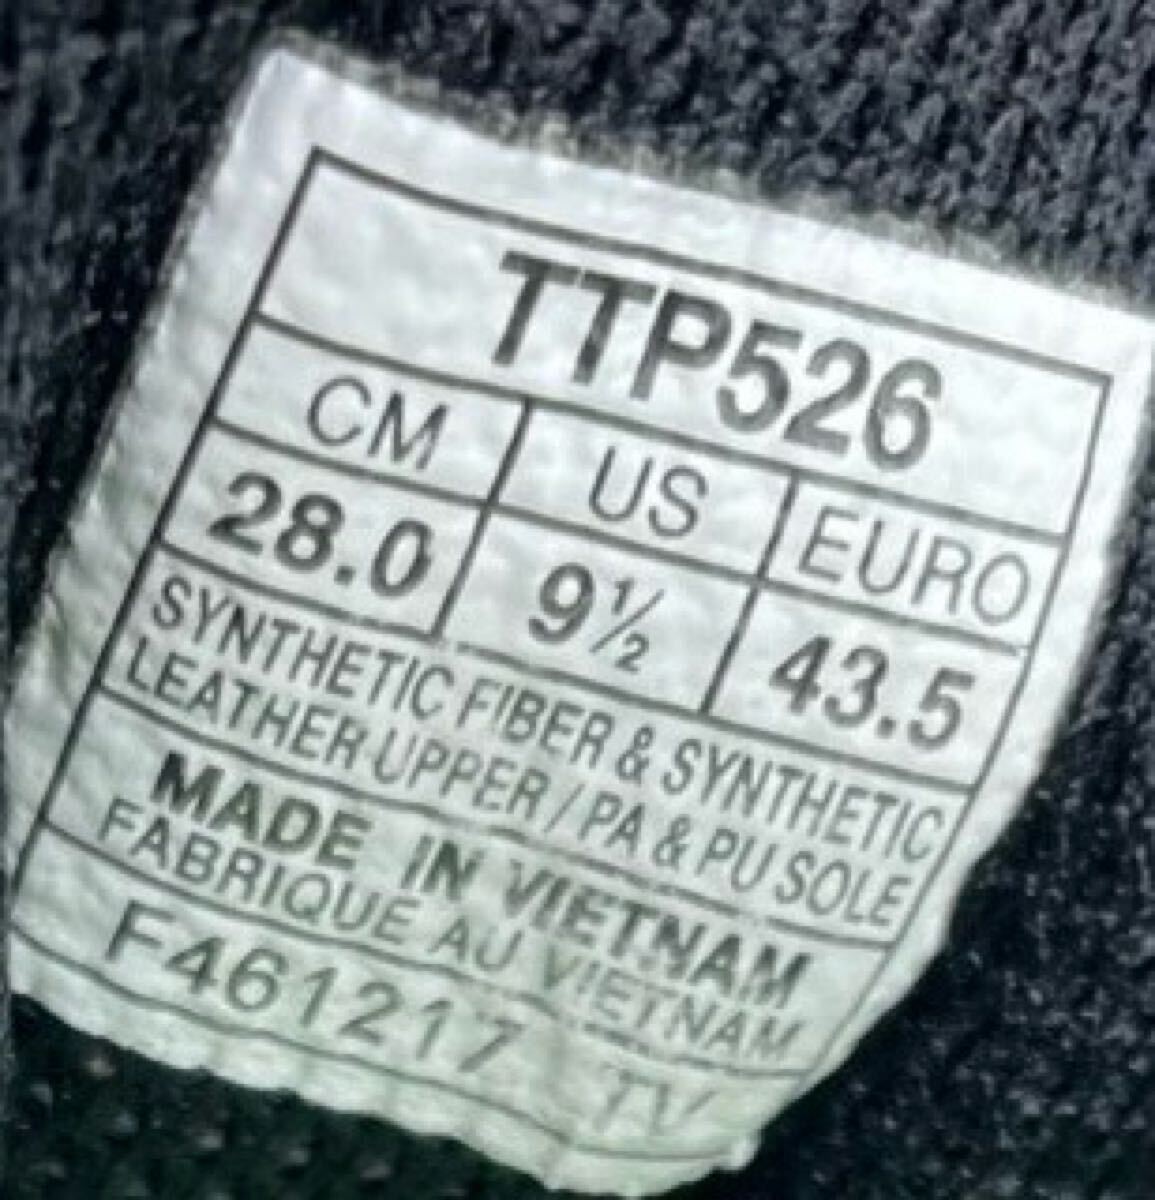 TTP526
CM US EURO
28.0 9½ 43.5
SYNTHETIC FIBER & SYNTHETIC
LEATHER UPPER / PA & PU SOLE
MADE IN VIETNAM
FABRIQUE AU VIETNAM
F461217 TV